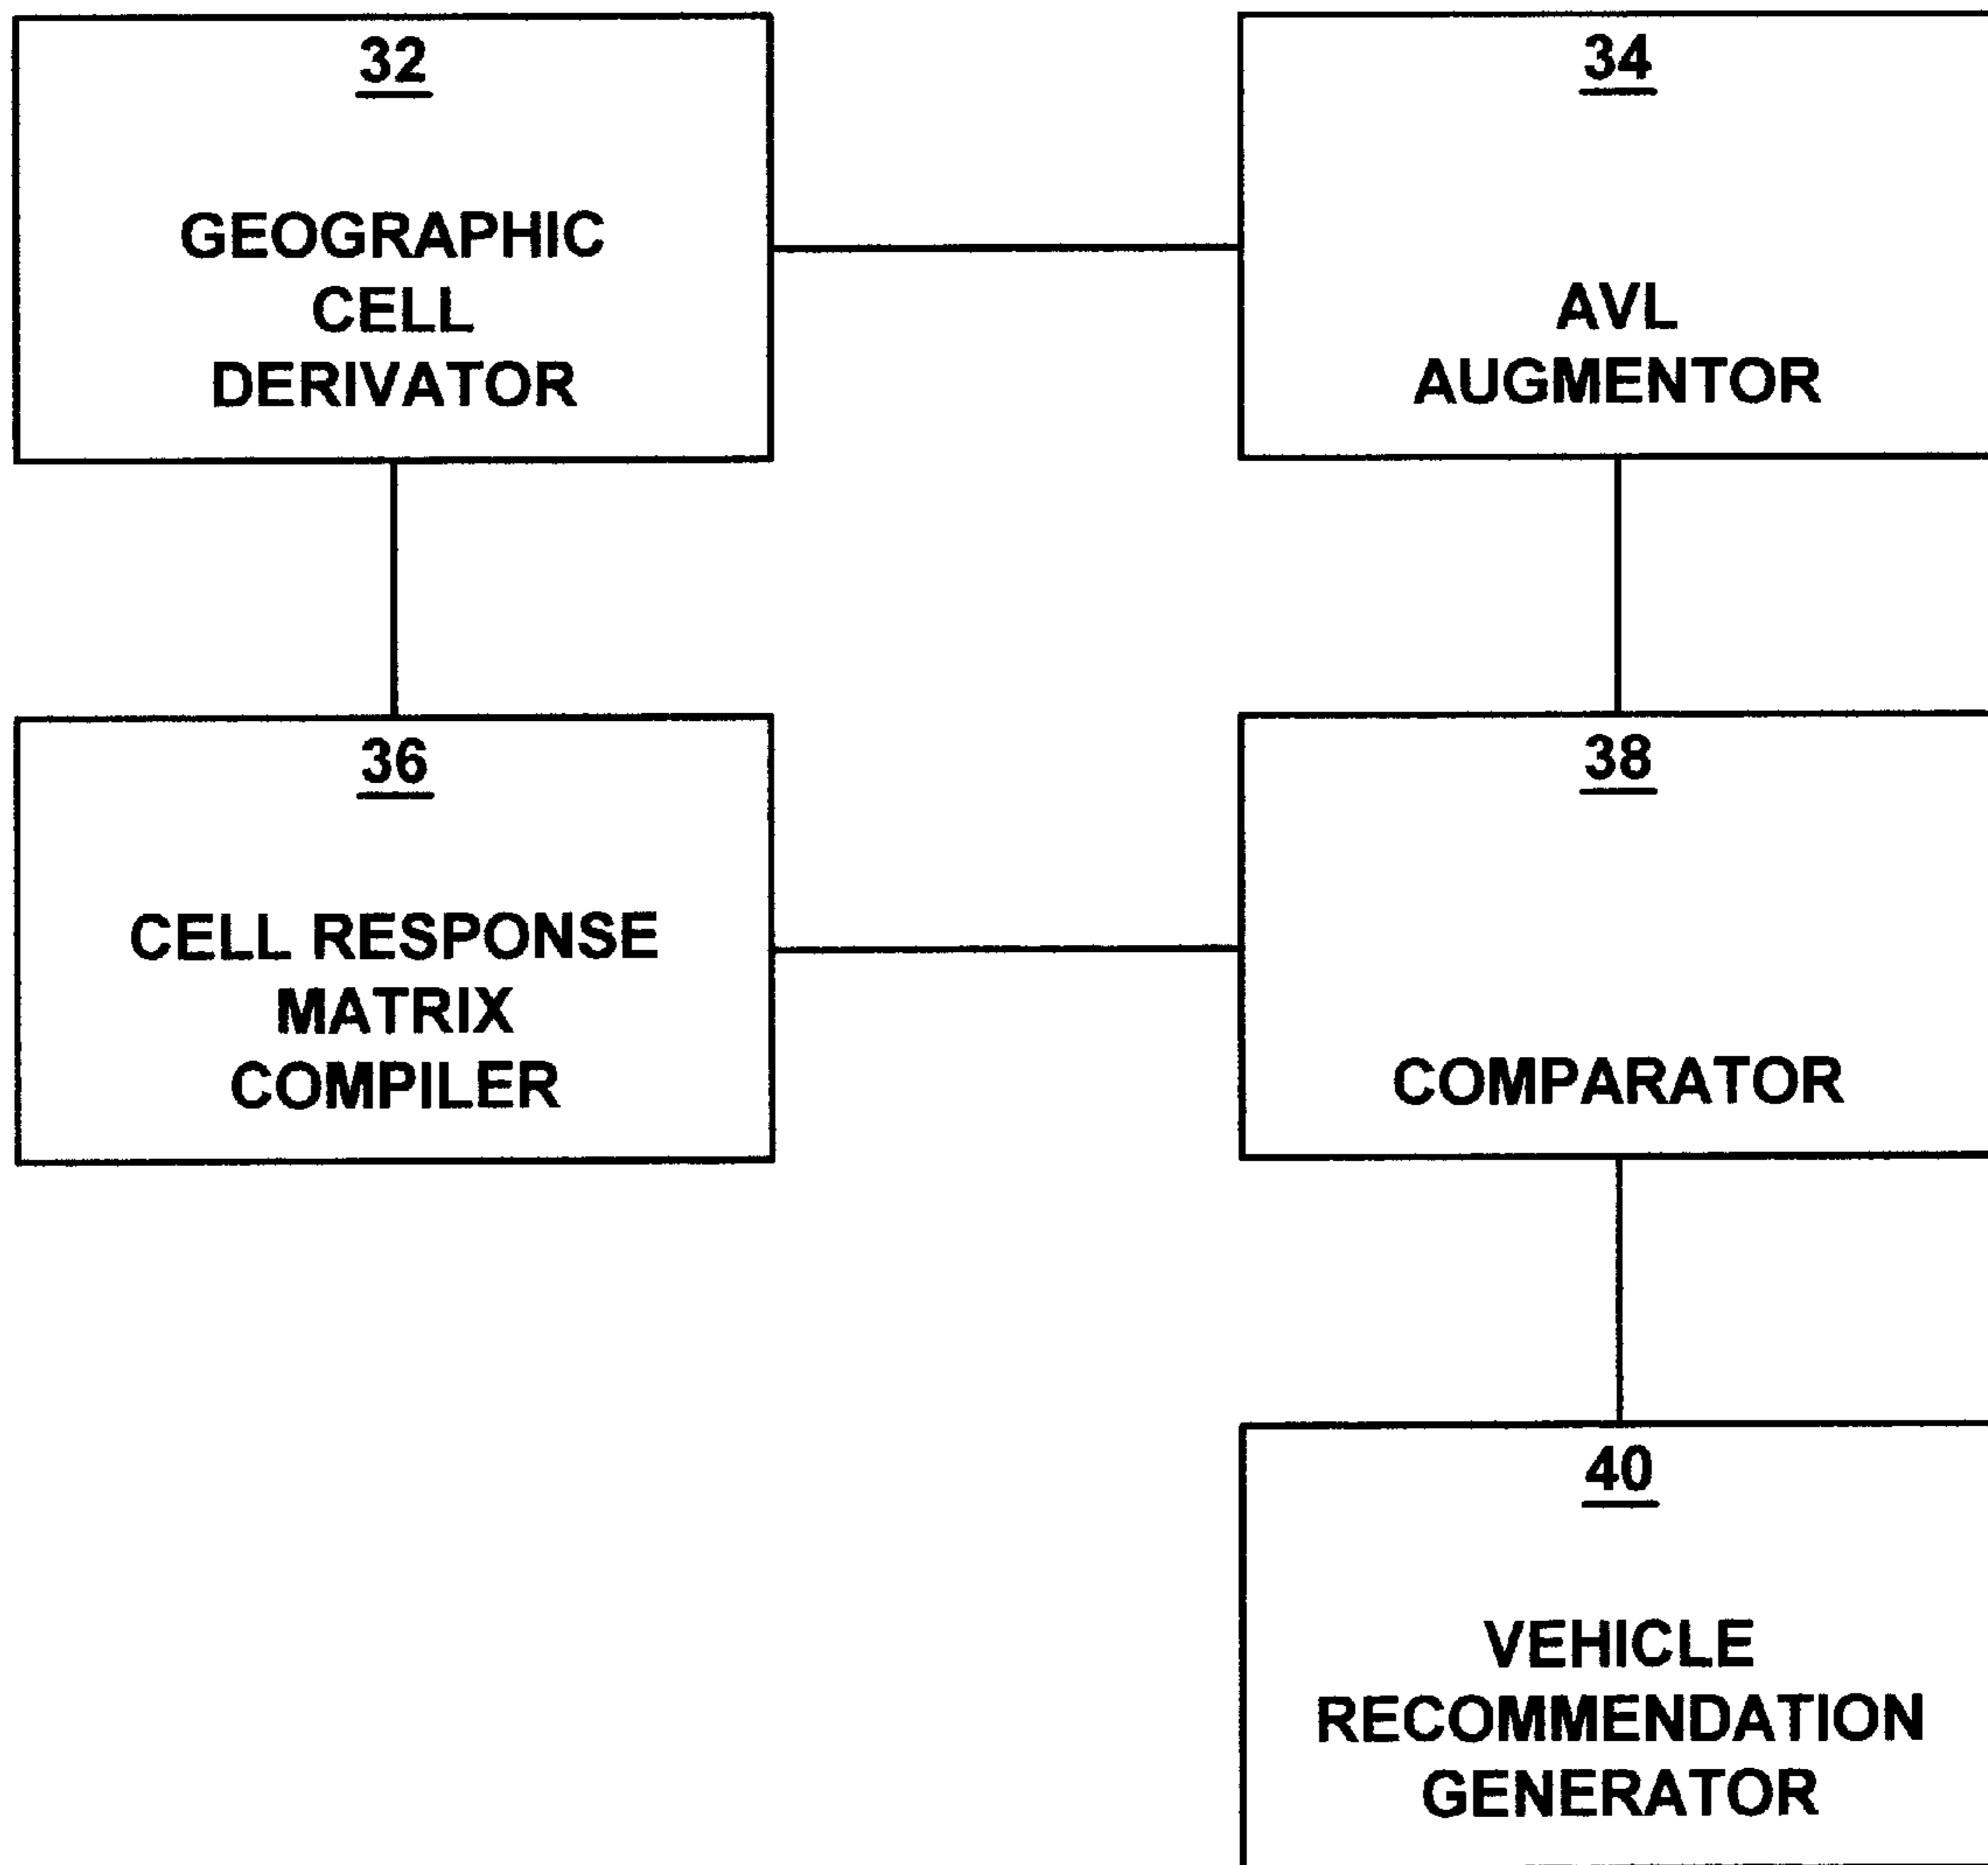 32
GEOGRAPHIC
CELL
DERIVATOR
34
AVL
AUGMENTOR
36
CELL RESPONSE
MATRIX
COMPILER
38
COMPARATOR
40
VEHICLE
RECOMMENDATION
GENERATOR